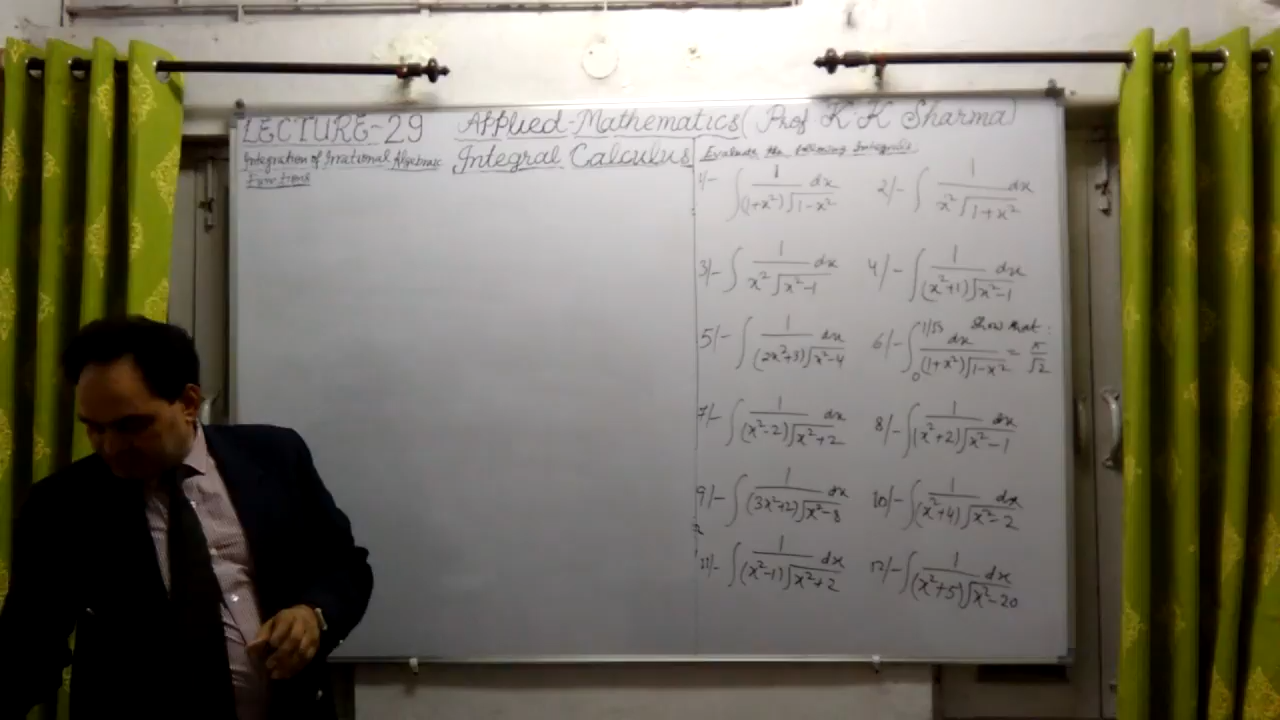 LECTURE-29 Applied-Mathematics (Prof K K Sharma)
Integration of Irrational Algebraic Functions
Integral Calculus
Evaluate the following Integrals
1/- ∫ 1/((1+x²)√(1-x²)) dx
2/- ∫ 1/(x²√(1+x²)) dx
3/- ∫ 1/(x²√(x²-1)) dx
4/- ∫ 1/((x²+1)√(x²-1)) dx
5/- ∫ 1/((2x²+3)√(x²-4)) dx
6/- Show that: ∫₀^(1/√3) dx/((1+x²)√(1-x²)) = π/√2
7/- ∫ 1/((x²-2)√(x²+2)) dx
8/- ∫ 1/((x²+2)√(x²-1)) dx
9/- ∫ 1/((3x²+2)√(x²-8)) dx
10/- ∫ 1/((x²+4)√(x²-2)) dx
11/- ∫ 1/((x²-1)√(x²+2)) dx
12/- ∫ 1/((x²+5)√(x²-20)) dx